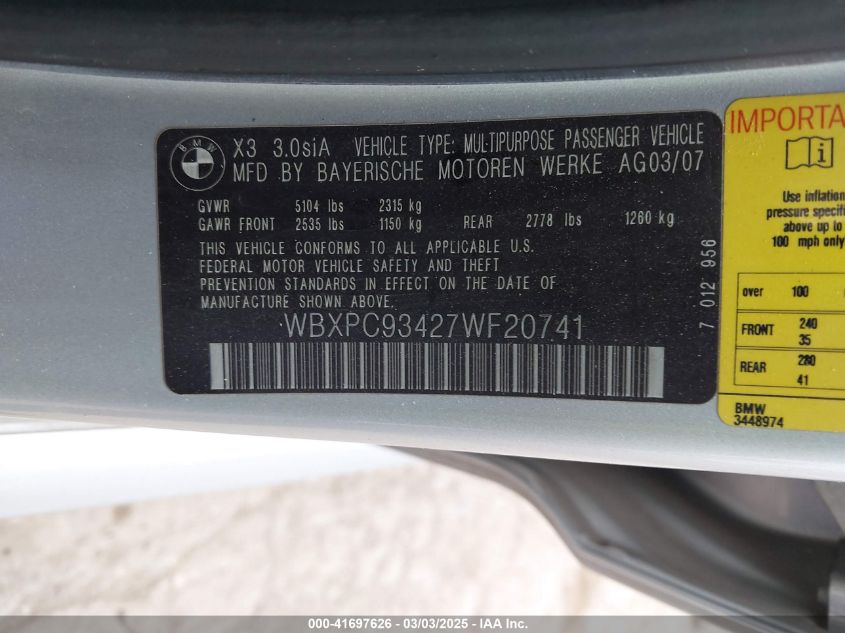 BMW
X3 3.0siA VEHICLE TYPE: MULTIPURPOSE PASSENGER VEHICLE
MFD BY BAYERISCHE MOTOREN WERKE AG03/07
GVWR 5104 lbs 2315 kg
GAWR FRONT 2535 lbs 1150 kg REAR 2778 lbs 1260 kg
THIS VEHICLE CONFORMS TO ALL APPLICABLE U.S.
FEDERAL MOTOR VEHICLE SAFETY AND THEFT
PREVENTION STANDARDS IN EFFECT ON THE DATE OF
MANUFACTURE SHOWN ABOVE.
WBXPC93427WF20741
7 012 956
IMPORTA
Use inflation
pressure specifi
above up to
100 mph only
over 100
FRONT 240
35
REAR 280
41
BMW
3448974
000-41697626 - 03/03/2025 - IAA Inc.